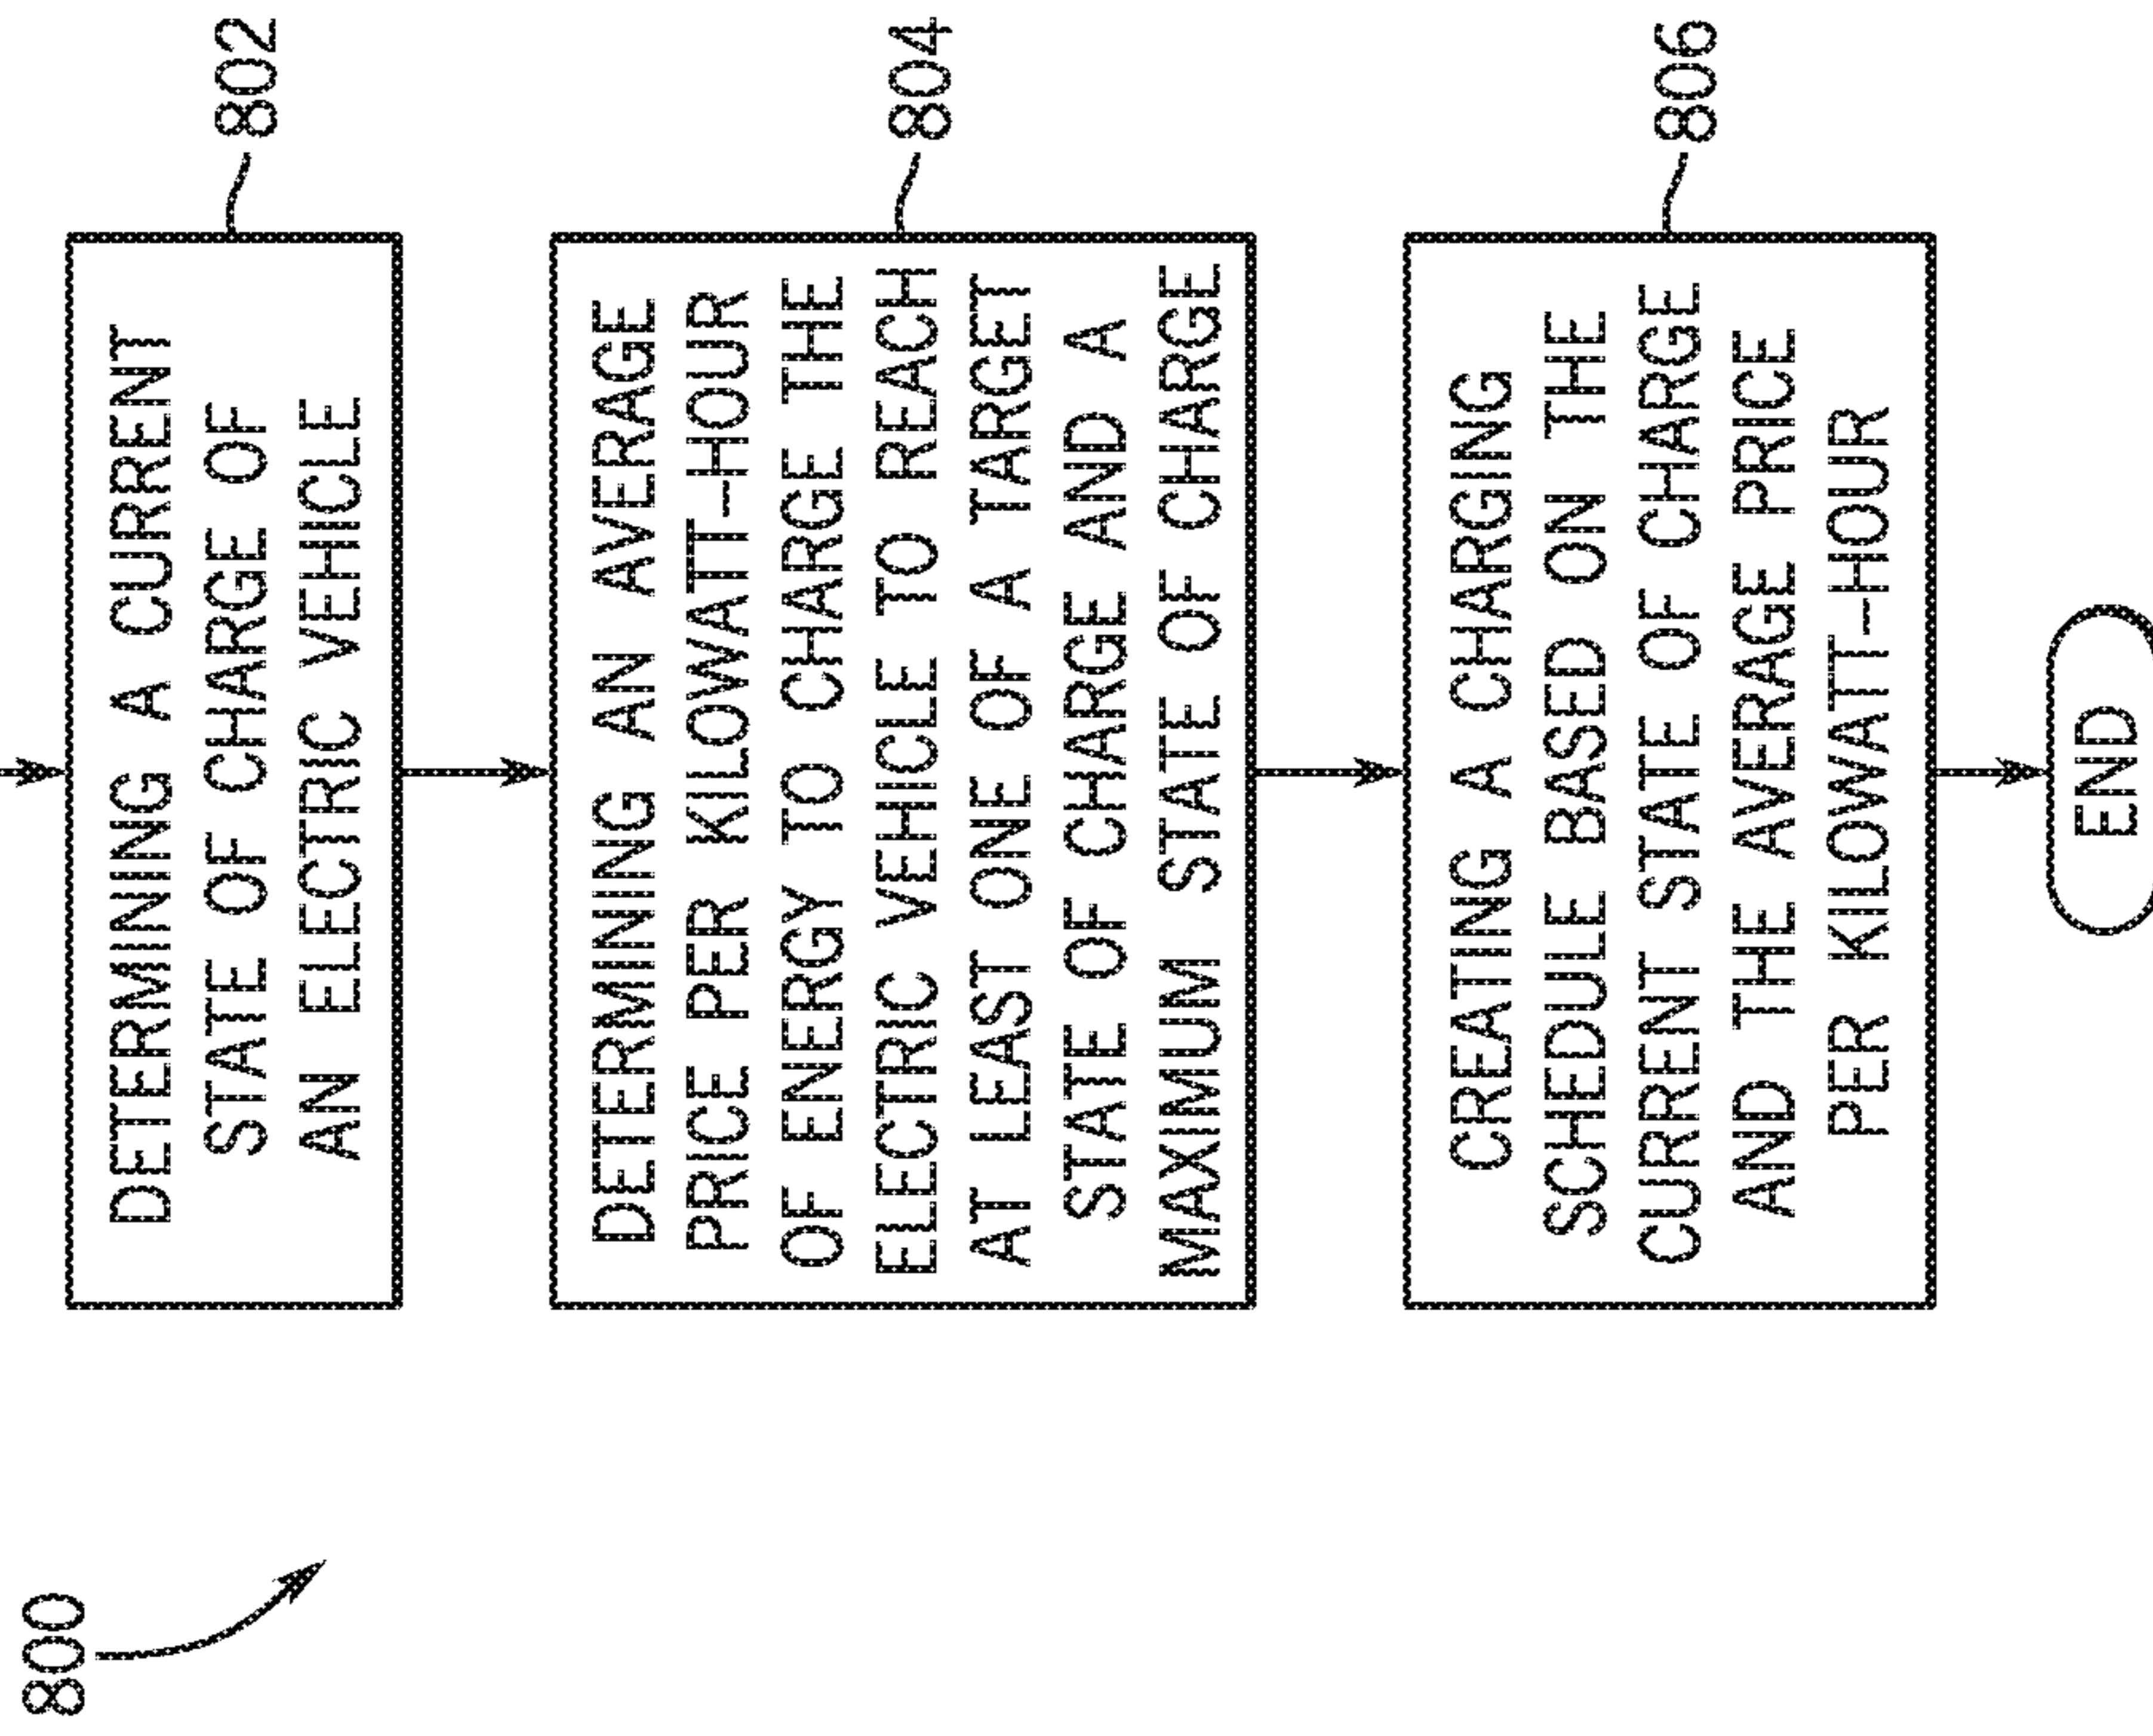 800
DETERMINING A CURRENT
STATE OF CHARGE OF
AN ELECTRIC VEHICLE
802
DETERMINING AN AVERAGE
PRICE PER KILOWATT-HOUR
OF ENERGY TO CHARGE THE
ELECTRIC VEHICLE TO REACH
AT LEAST ONE OF A TARGET
STATE OF CHARGE AND A
MAXIMUM STATE OF CHARGE
804
CREATING A CHARGING
SCHEDULE BASED ON THE
CURRENT STATE OF CHARGE
AND THE AVERAGE PRICE
PER KILOWATT-HOUR
806
END